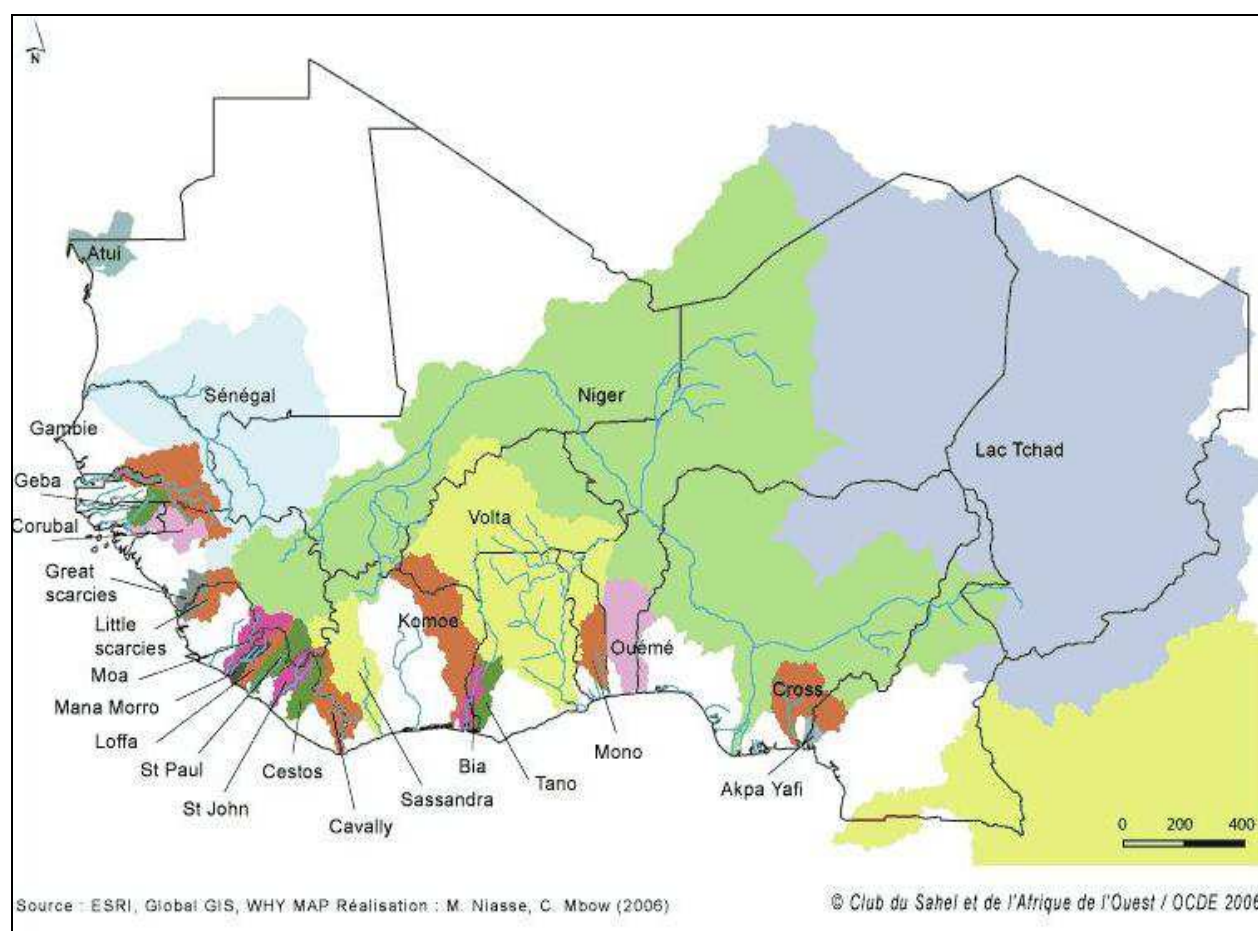 N
Atui
Sénégal
Niger
Gambie
Lac Tchad
Geba
Volta
Corubal
Great
scarcies
Little
scarcies
Komoe
Ouémé
Moa
Cross
Mana Morro
Loffa
St Paul
Cestos
Bia
Mono
St John
Sassandra
Tano
Akpa Yafi
Cavally
0 200 400
Source : ESRI, Global GIS, WHY MAP Réalisation : M. Niasse, C. Mbow (2006)
© Club du Sahel et de l'Afrique de l'Ouest / OCDE 2006